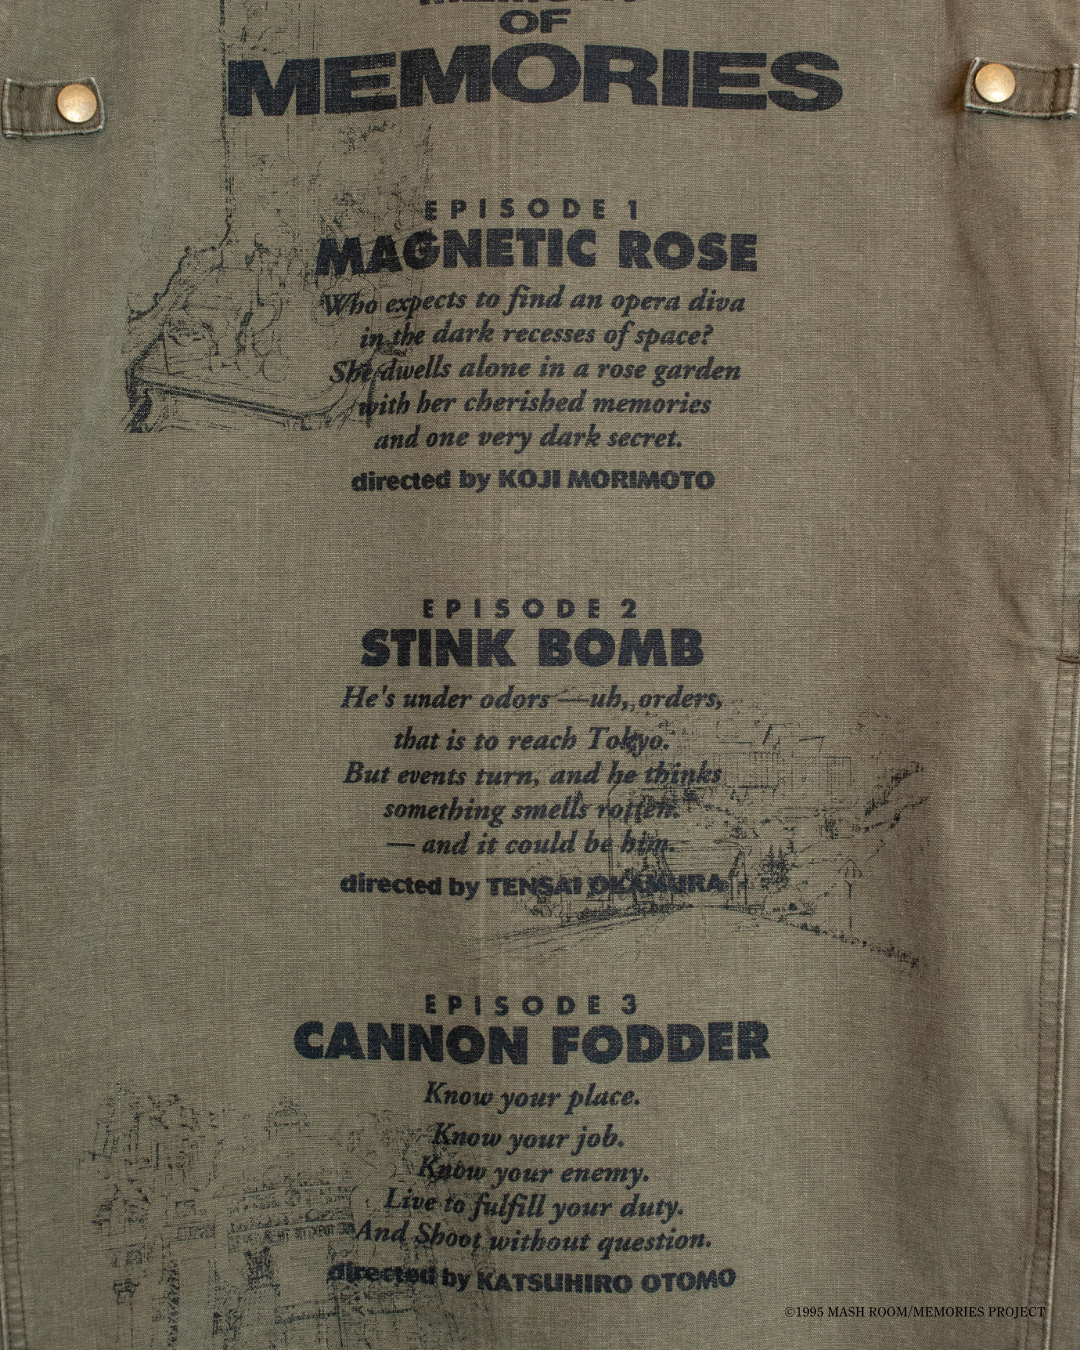 OF
MEMORIES
EPISODE 1
MAGNETIC ROSE
Who expects to find an opera diva
in the dark recesses of space?
She dwells alone in a rose garden
with her cherished memories
and one very dark secret.
directed by KOJI MORIMOTO
EPISODE 2
STINK BOMB
He's under odors — uh, orders,
that is to reach Tokyo.
But events turn, and he thinks
something smells rotten.
— and it could be him.
directed by TENSAI OKAMURA
EPISODE 3
CANNON FODDER
Know your place.
Know your job.
Know your enemy.
Live to fulfill your duty.
And Shoot without question.
directed by KATSUHIRO OTOMO
©1995 MASH ROOM/MEMORIES PROJECT